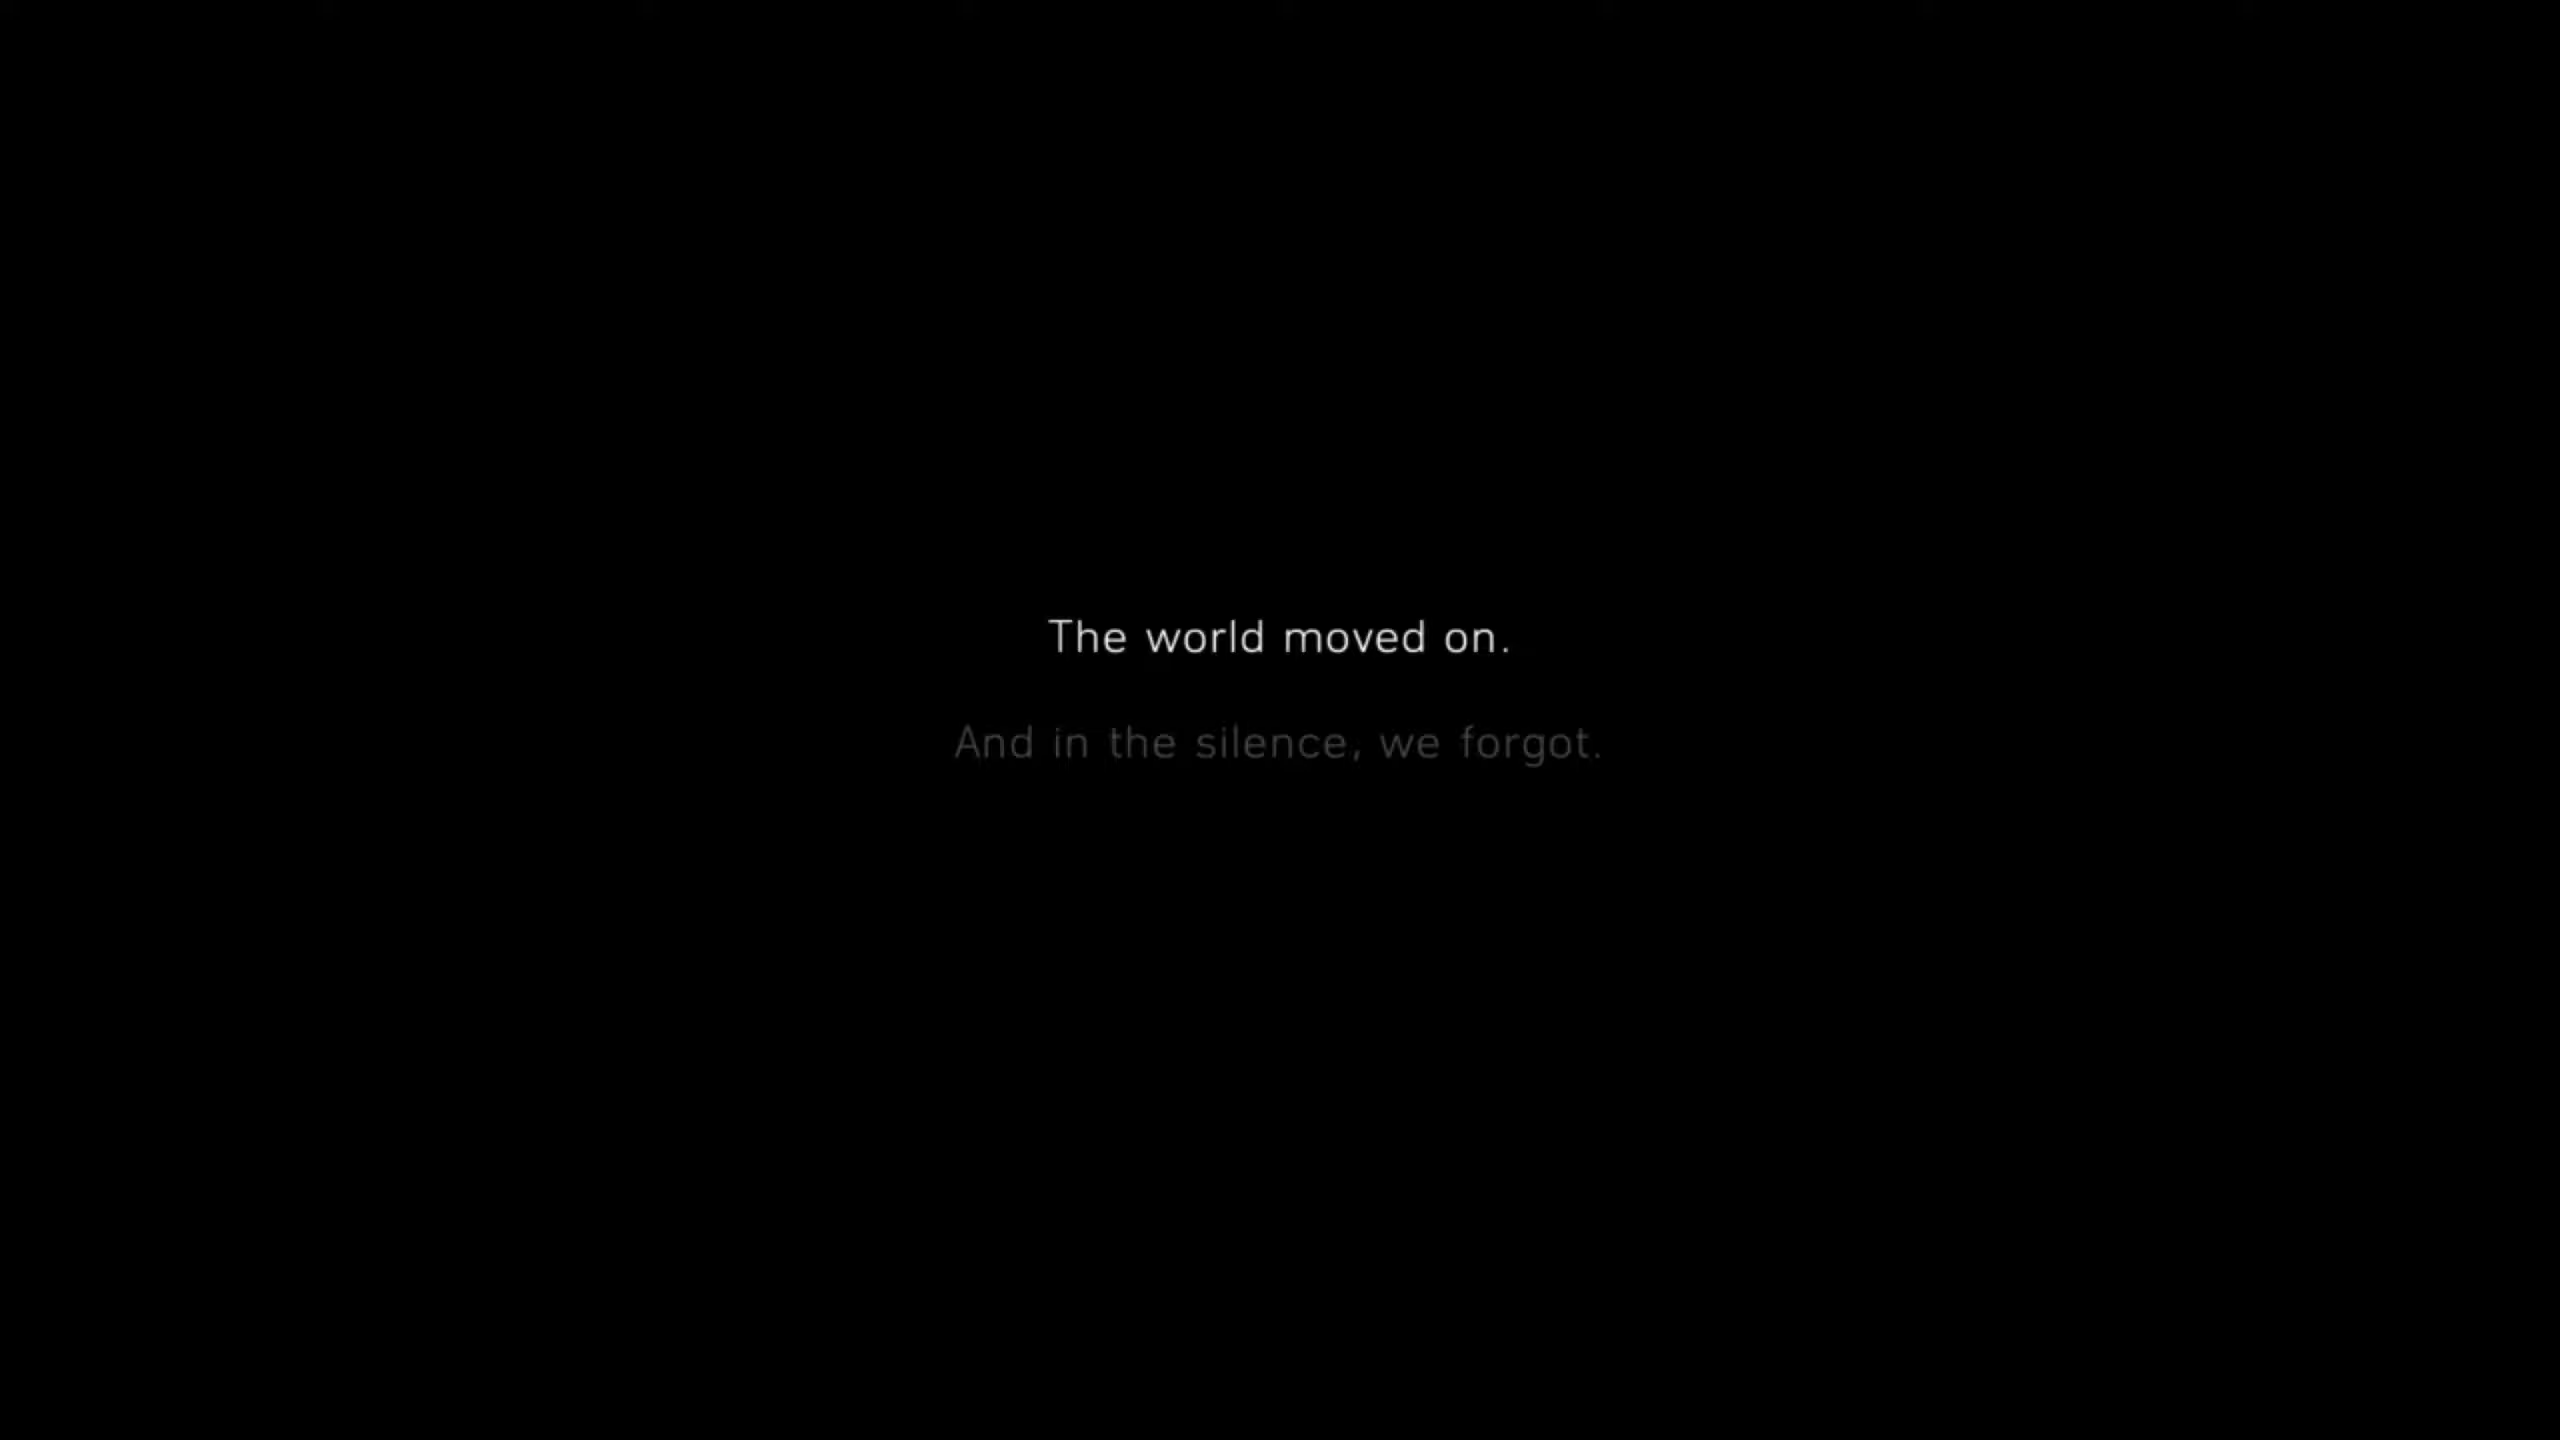 The world moved on.
And in the silence, we forgot.